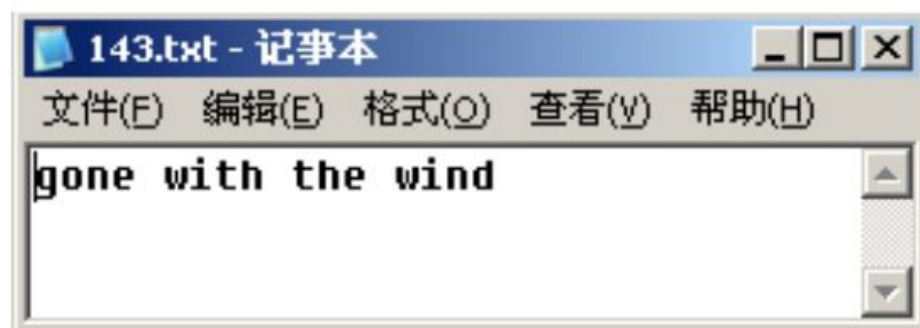 143.txt - 记事本
文件(F) 编辑(E) 格式(O) 查看(V) 帮助(H)
gone with the wind